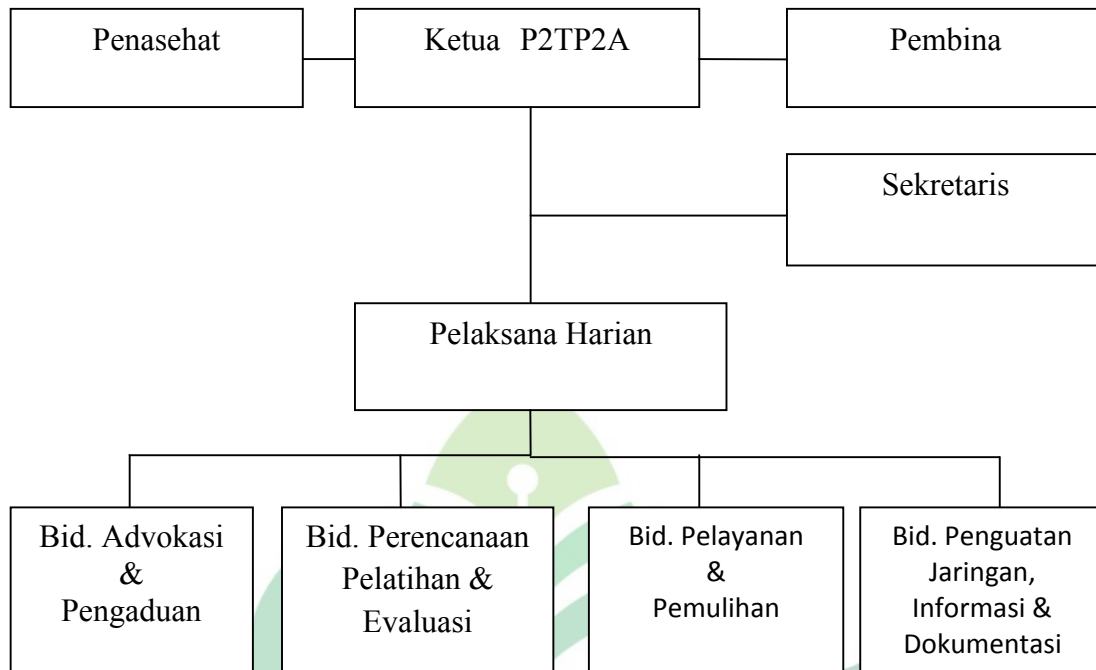 Penasehat
Ketua P2TP2A
Pembina
Sekretaris
Pelaksana Harian
Bid. Advokasi
&
Pengaduan
Bid. Perencanaan
Pelatihan &
Evaluasi
Bid. Pelayanan
&
Pemulihan
Bid. Penguatan
Jaringan,
Informasi &
Dokumentasi